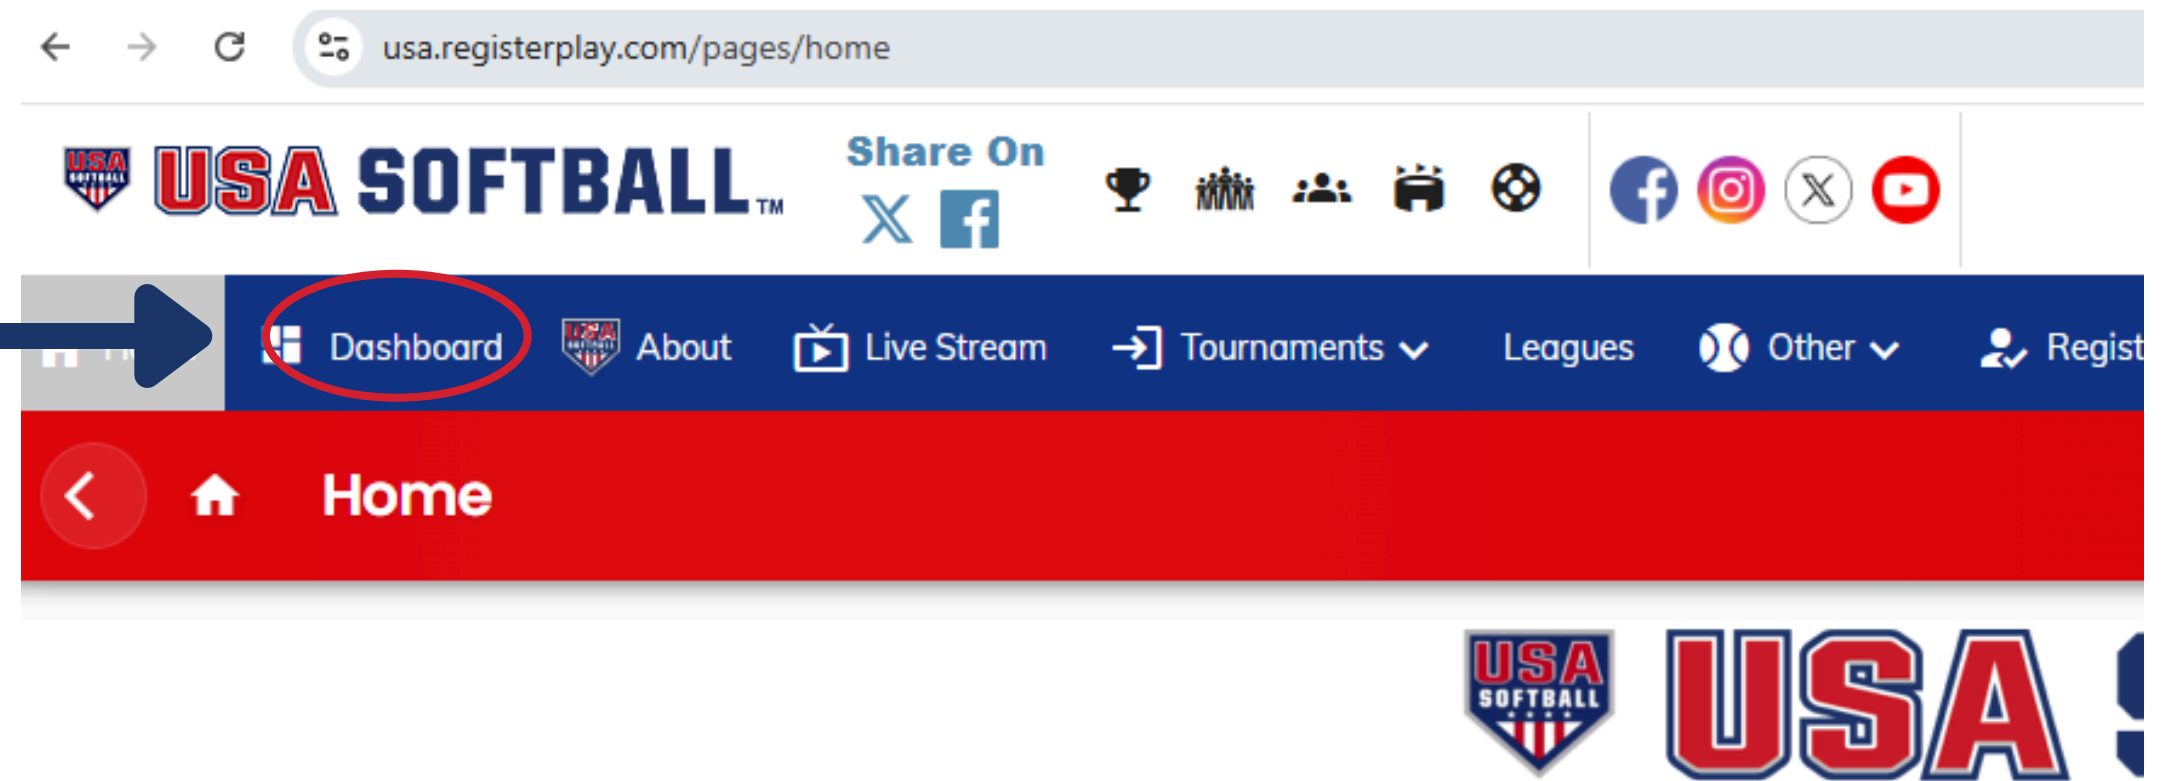 usa.registerplay.com/pages/home
USA SOFTBALL™
Share On
Dashboard About Live Stream Tournaments Leagues Other Regist
Home
USA SOFTBALL
USA